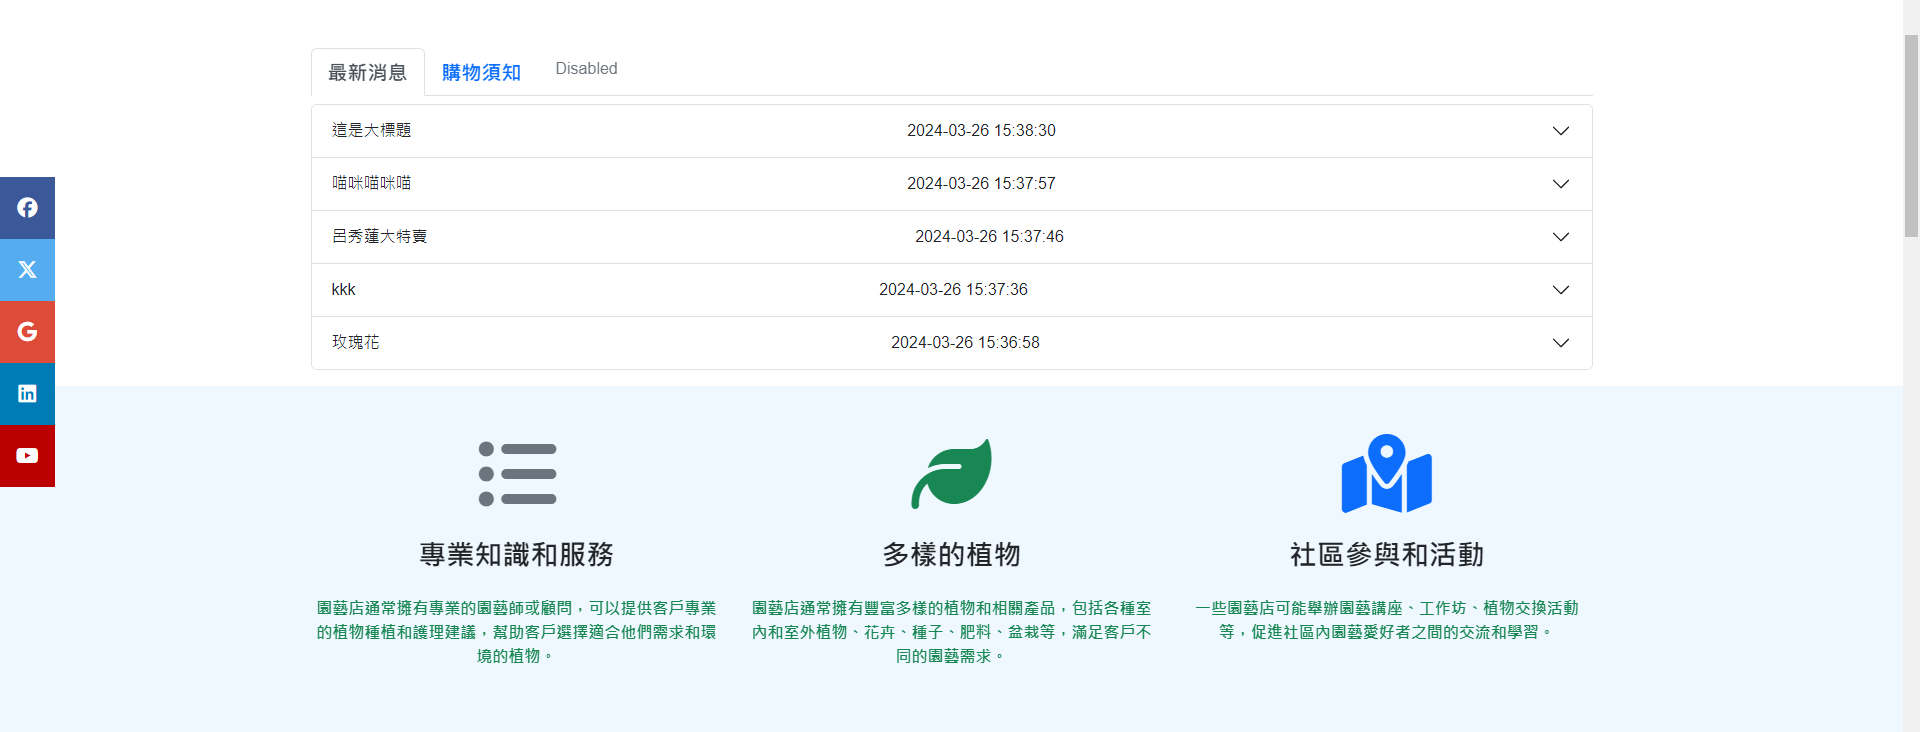 最新消息 購物須知 Disabled
這是大標題 2024-03-26 15:38:30
喵咪喵咪喵 2024-03-26 15:37:57
呂秀蓮大特賣 2024-03-26 15:37:46
kkk 2024-03-26 15:37:36
玫瑰花 2024-03-26 15:36:58
專業知識和服務
園藝店通常擁有專業的園藝師或顧問，可以提供客戶專業
的植物種植和護理建議，幫助客戶選擇適合他們需求和環
境的植物。
多樣的植物
園藝店通常擁有豐富多樣的植物和相關產品，包括各種室
內和室外植物、花卉、種子、肥料、盆栽等，滿足客戶不
同的園藝需求。
社區參與和活動
一些園藝店可能舉辦園藝講座、工作坊、植物交換活動
等，促進社區內園藝愛好者之間的交流和學習。